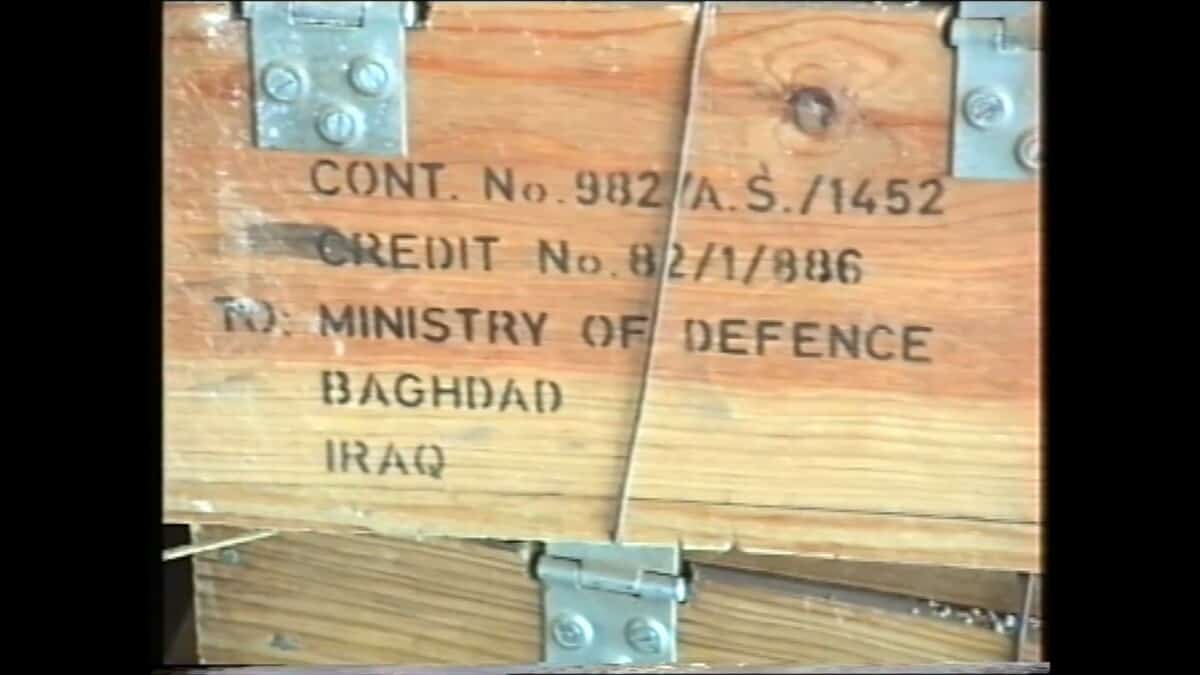 CONT. No. 982/A.S./1452
CREDIT No. 82/1/886
TO: MINISTRY OF DEFENCE
BAGHDAD
IRAQ